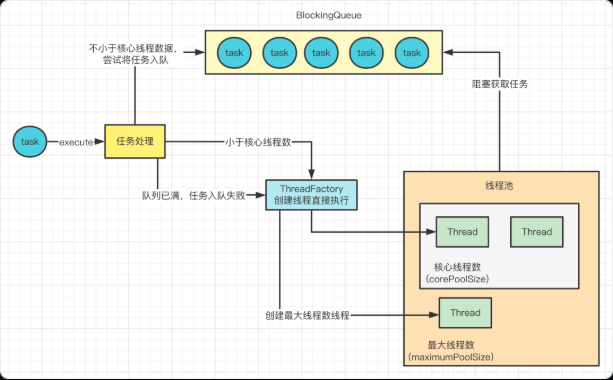 BlockingQueue
不小于核心线程数据，
尝试将任务入队
task
task
task
task
task
阻塞获取任务
task
execute
任务处理
小于核心线程数
队列已满，任务入队失败
ThreadFactory
创建线程直接执行
线程池
Thread
Thread
核心线程数
(corePoolSize)
创建最大线程数线程
Thread
最大线程数
(maximumPoolSize)